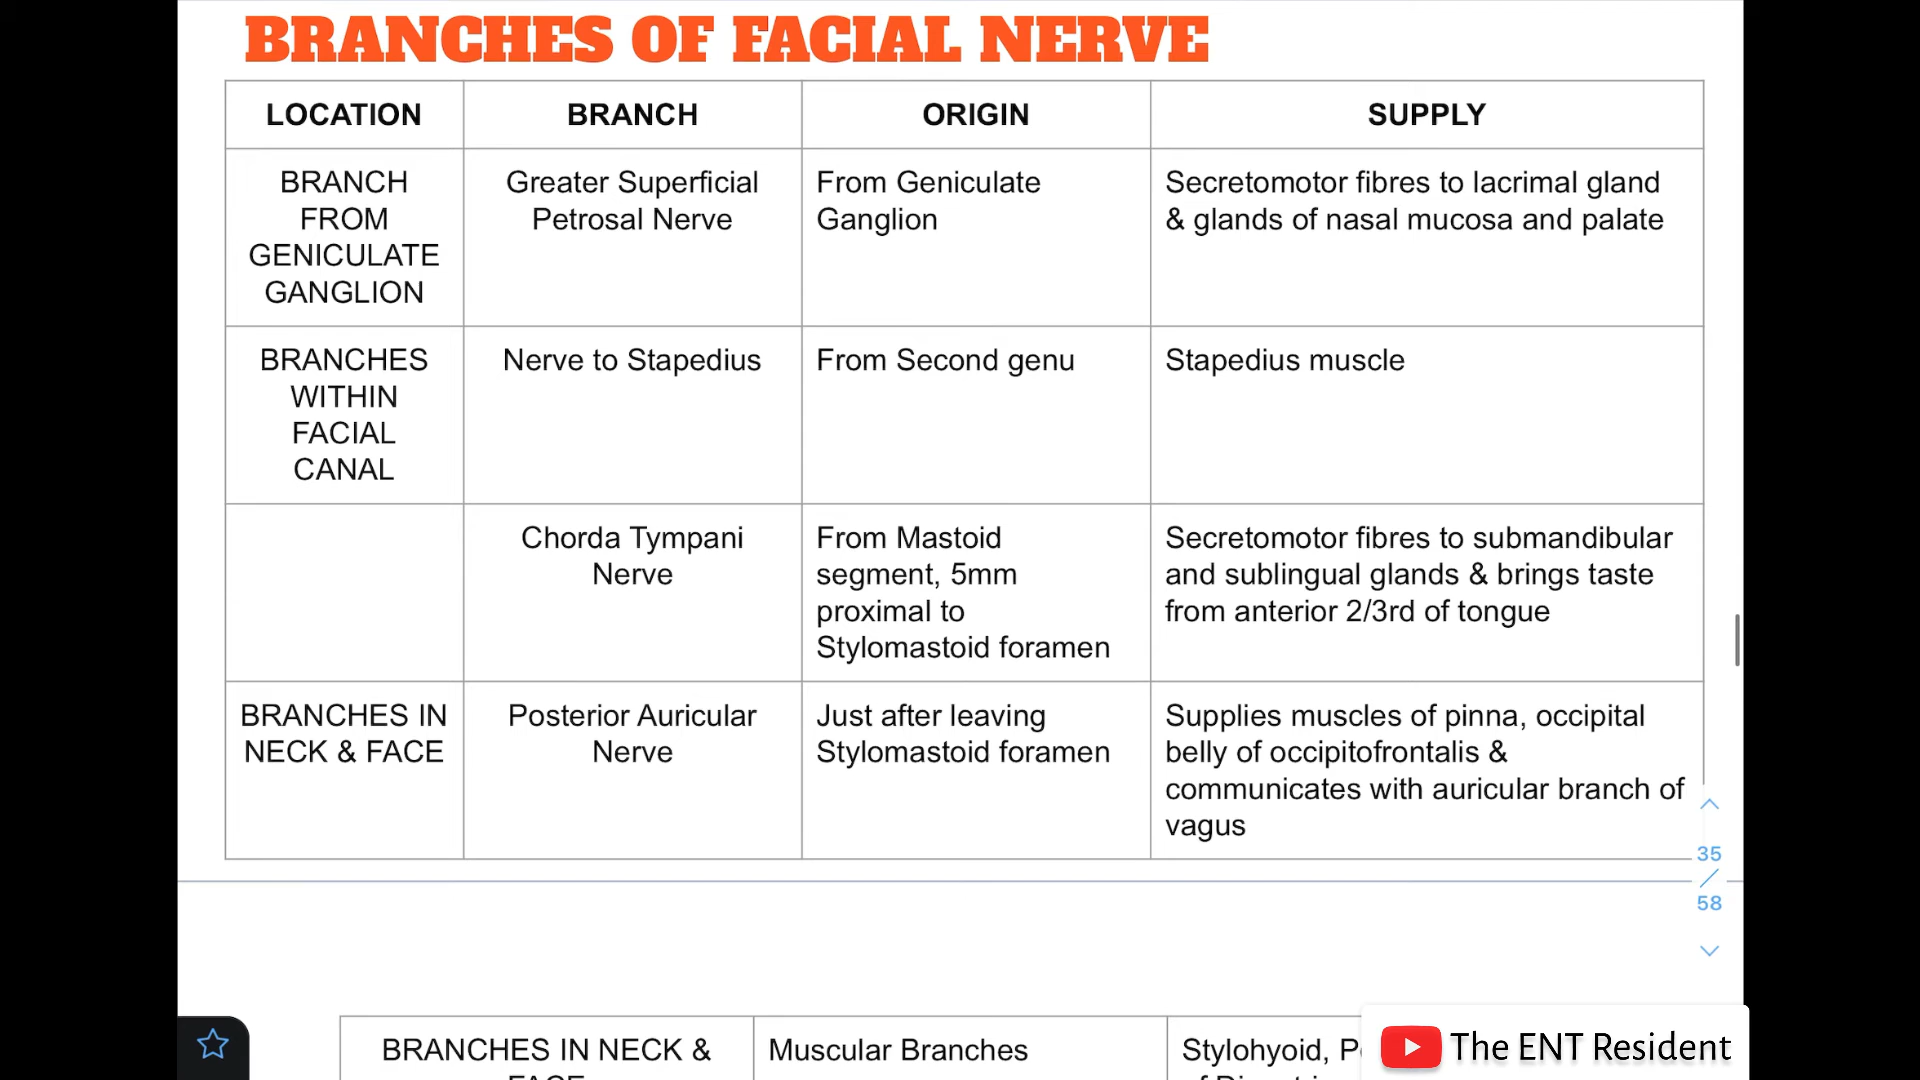 BRANCHES OF FACIAL NERVE
LOCATION
BRANCH
ORIGIN
SUPPLY
BRANCH
FROM
GENICULATE
GANGLION
Greater Superficial
Petrosal Nerve
From Geniculate
Ganglion
Secretomotor fibres to lacrimal gland
& glands of nasal mucosa and palate
BRANCHES
WITHIN
FACIAL
CANAL
Nerve to Stapedius
From Second genu
Stapedius muscle
Chorda Tympani
Nerve
From Mastoid
segment, 5mm
proximal to
Stylomastoid foramen
Secretomotor fibres to submandibular
and sublingual glands & brings taste
from anterior 2/3rd of tongue
BRANCHES IN
NECK & FACE
Posterior Auricular
Nerve
Just after leaving
Stylomastoid foramen
Supplies muscles of pinna, occipital
belly of occipitofrontalis &
communicates with auricular branch of
vagus
35
/
58
BRANCHES IN NECK &
FACE
Muscular Branches
Stylohyoid,
The ENT Resident